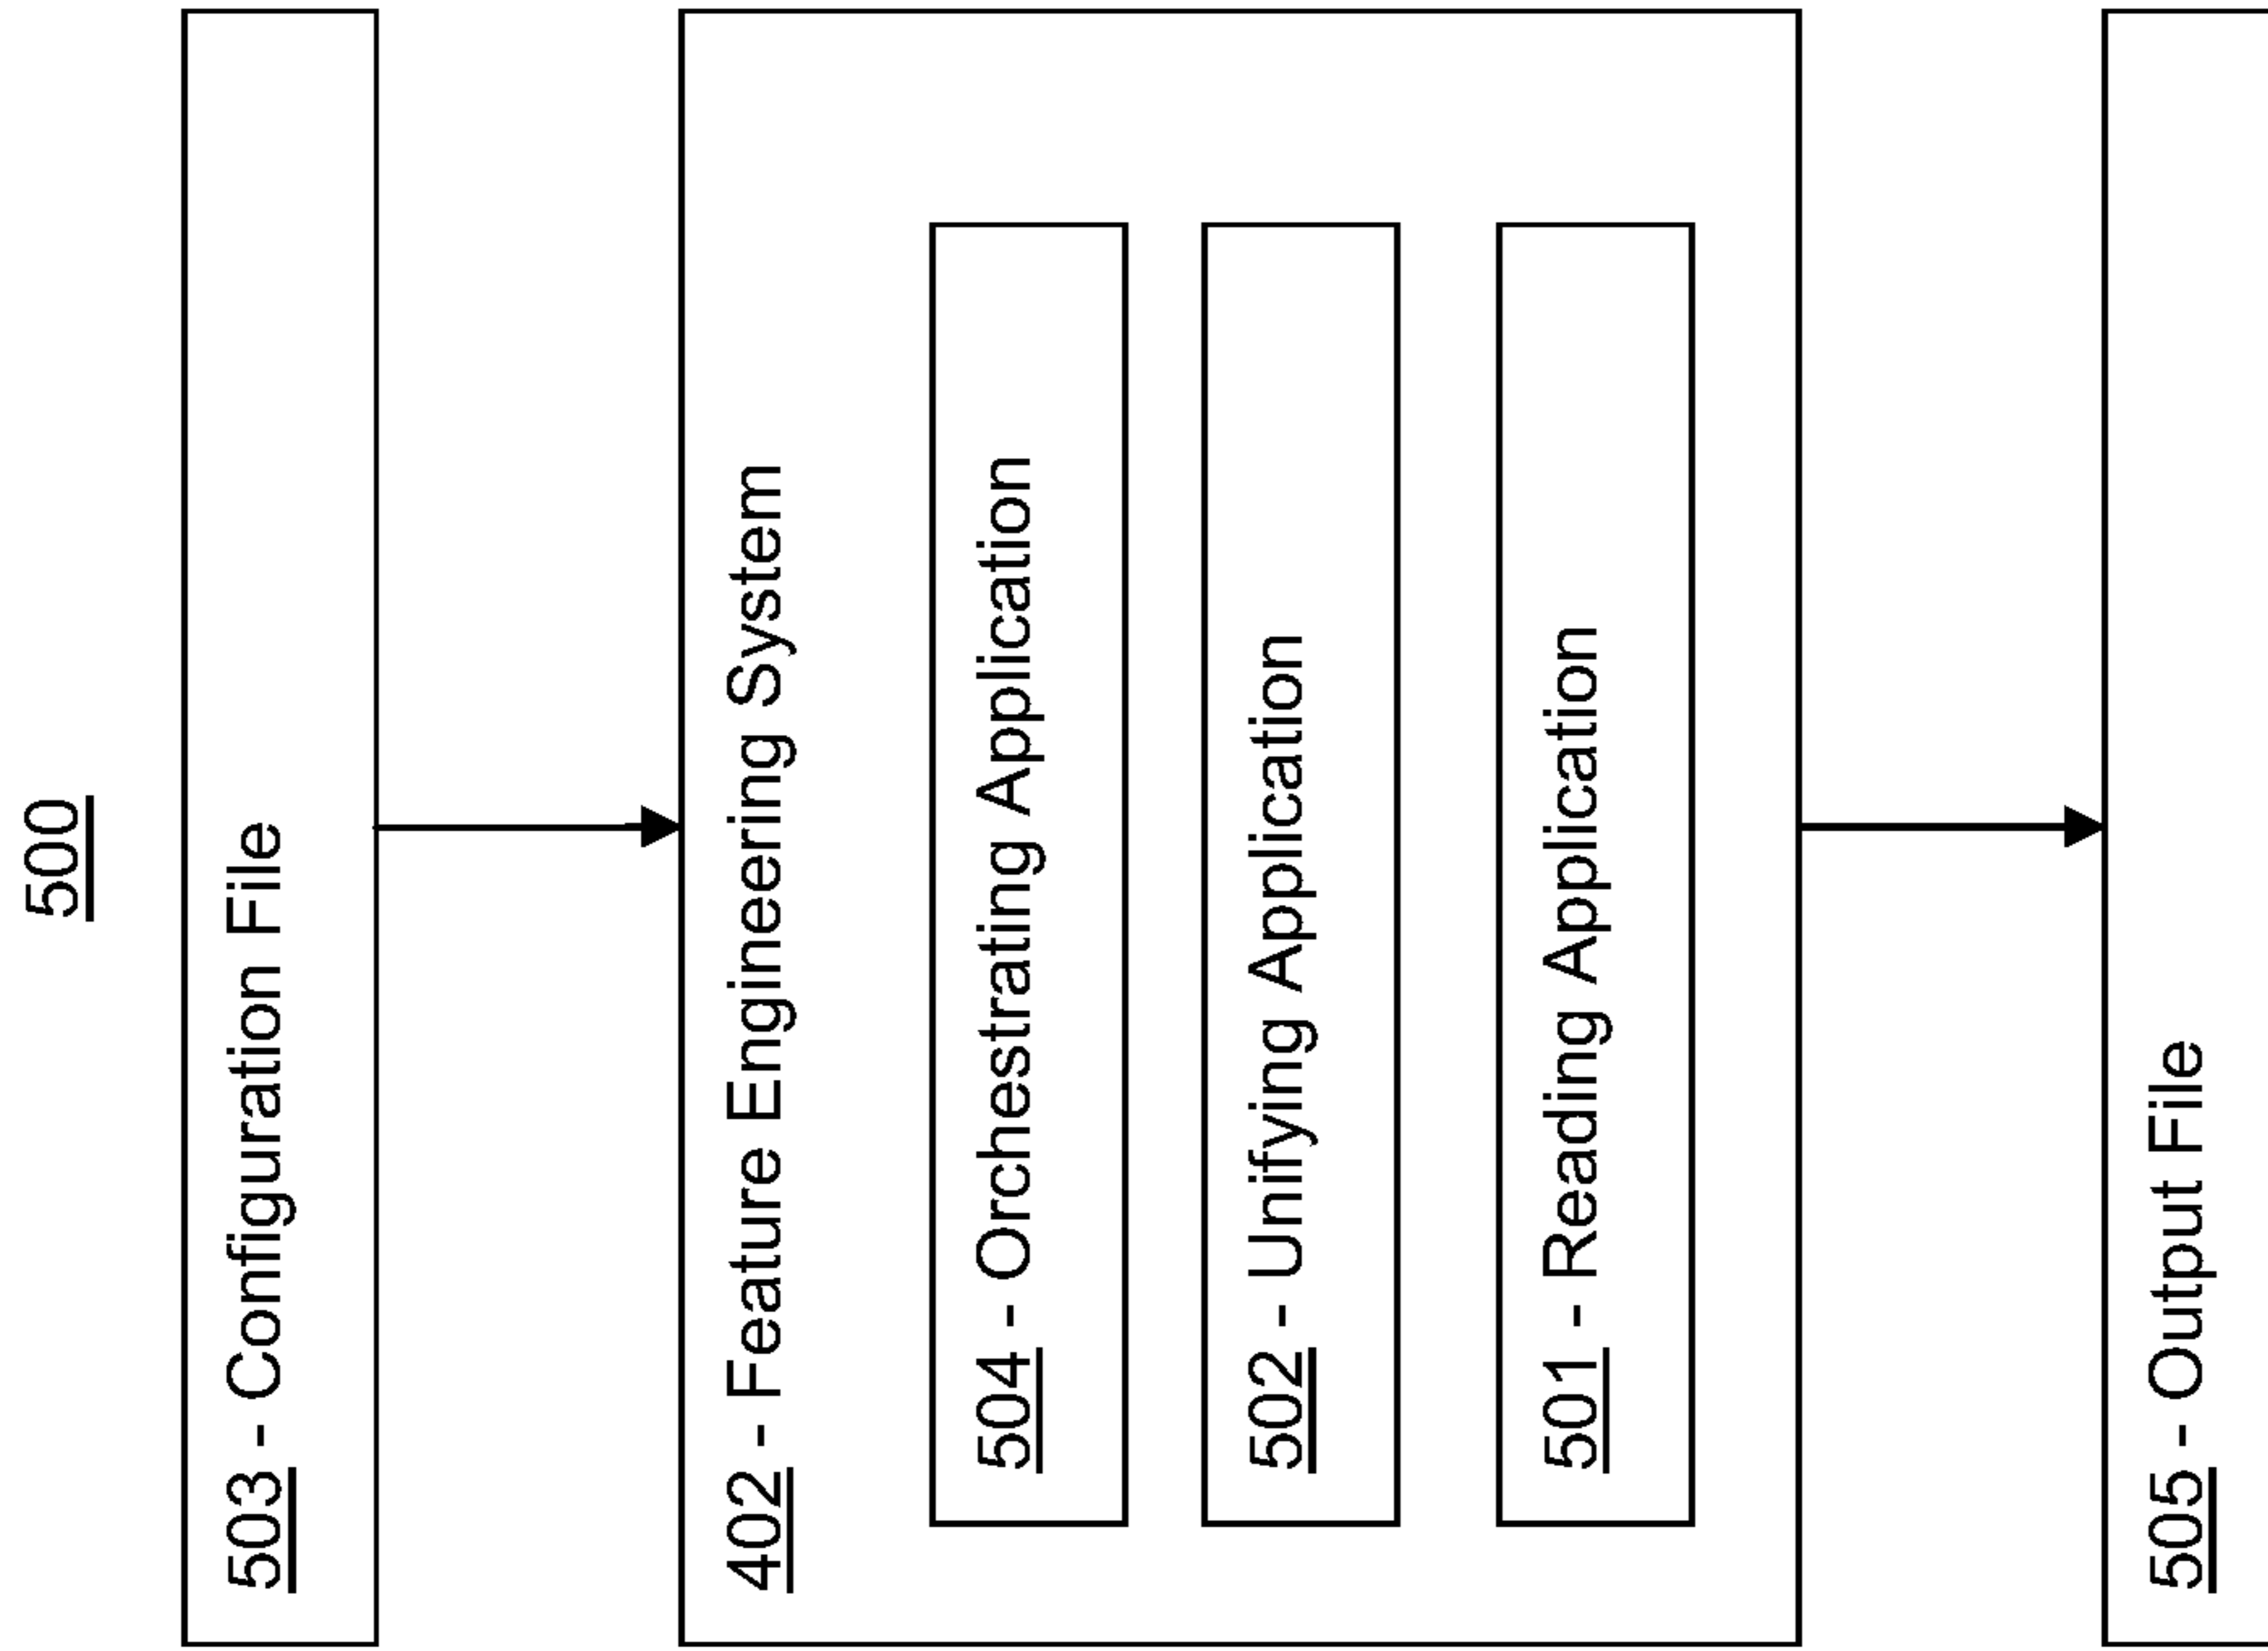 500
503 - Configuration File
402 - Feature Engineering System
504 - Orchestrating Application
502 - Unifying Application
501 - Reading Application
505 - Output File